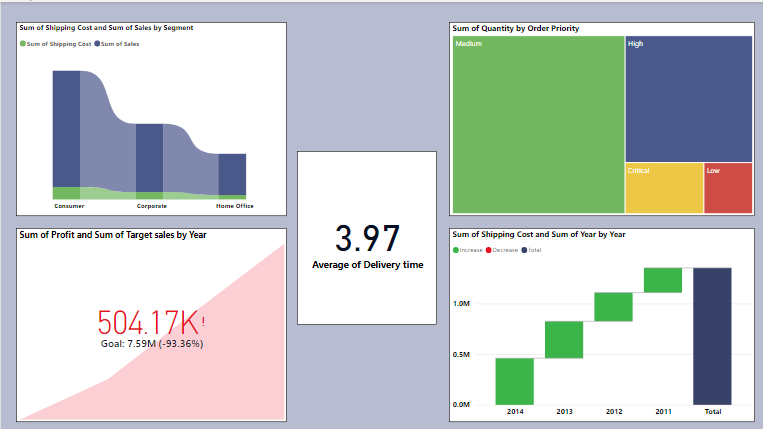 Sum of Shipping Cost and Sum of Sales by Segment
Sum of Shipping Cost Sum of Sales
Consumer Corporate Home Office
Sum of Profit and Sum of Target sales by Year
504.17K!
Goal: 7.59M (-93.36%)
3.97
Average of Delivery time
Sum of Quantity by Order Priority
Medium
High
Critical
Low
Sum of Shipping Cost and Sum of Year by Year
Increase Decrease Total
1.0M
0.5M
0.0M
2014 2013 2012 2011 Total